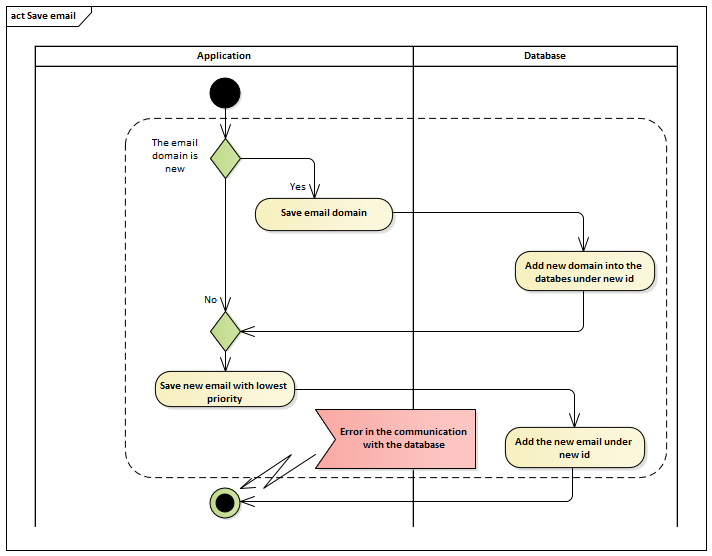 act Save email
Application
Database
The email
domain is
new
Yes
Save email domain
Add new domain into the
databes under new id
No
Save new email with lowest
priority
Error in the communication
with the database
Add the new email under
new id